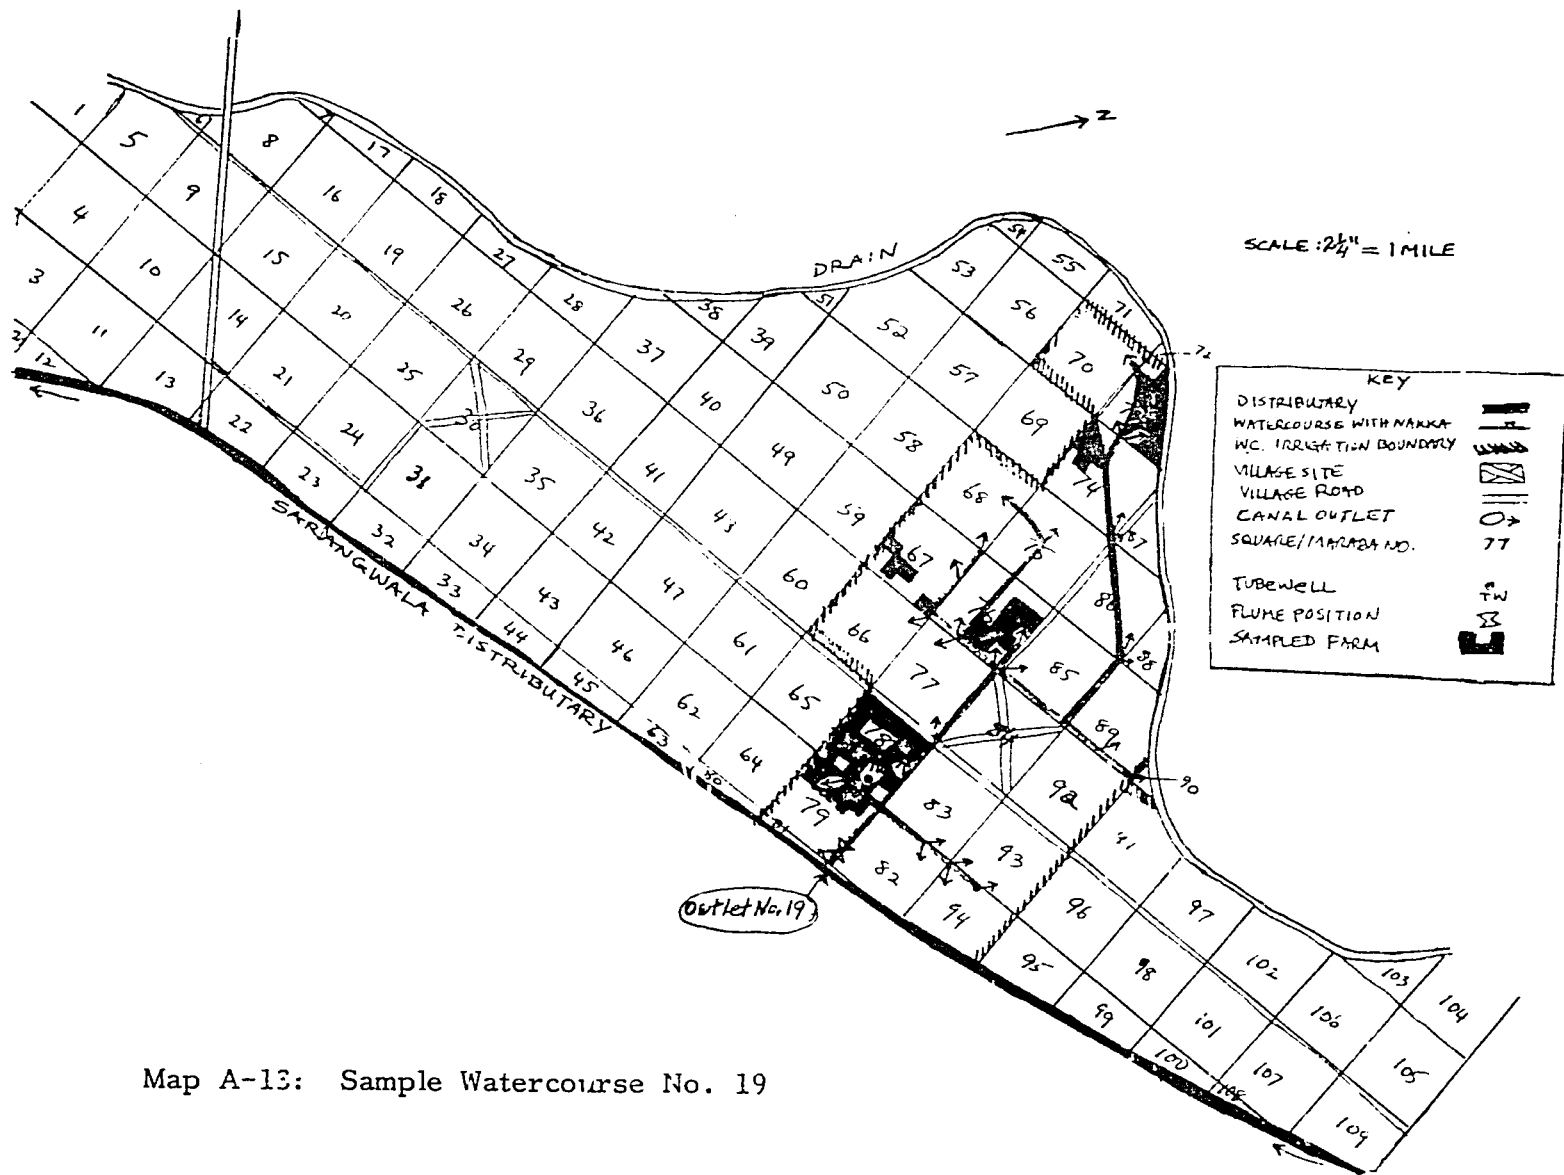 Z
SCALE: 2¼" = 1 MILE
DRAIN
SARANGWALA DISTRIBUTARY
Outlet No. 19
KEY
DISTRIBUTARY
WATERCOURSE WITH NAKKA
W.C. IRRIGATION BOUNDARY
VILLAGE SITE
VILLAGE ROAD
CANAL OUTLET
SQUARE/MARABA NO. 77
TUBEWELL TW
FLUME POSITION
SAMPLED FARM
1 5 6 8 17 18
4 9 16 19 27 28 38 39 51 52 53 54 55 71 72
3 10 15 20 26 29 37 40 50 57 56 70
11 14 21 25 36 41 49 58 69 74
12 13 22 24 31 35 42 43 59 68 87
23 32 34 43 47 60 67 76 86 88
33 44 46 61 66 77 85 89 90
45 62 65 78 92 91
63 64 79 83 93 96 97
80 82 94 95 98 102 103 104
99 101 106 105
100 107 108 109
Map A-13: Sample Watercourse No. 19